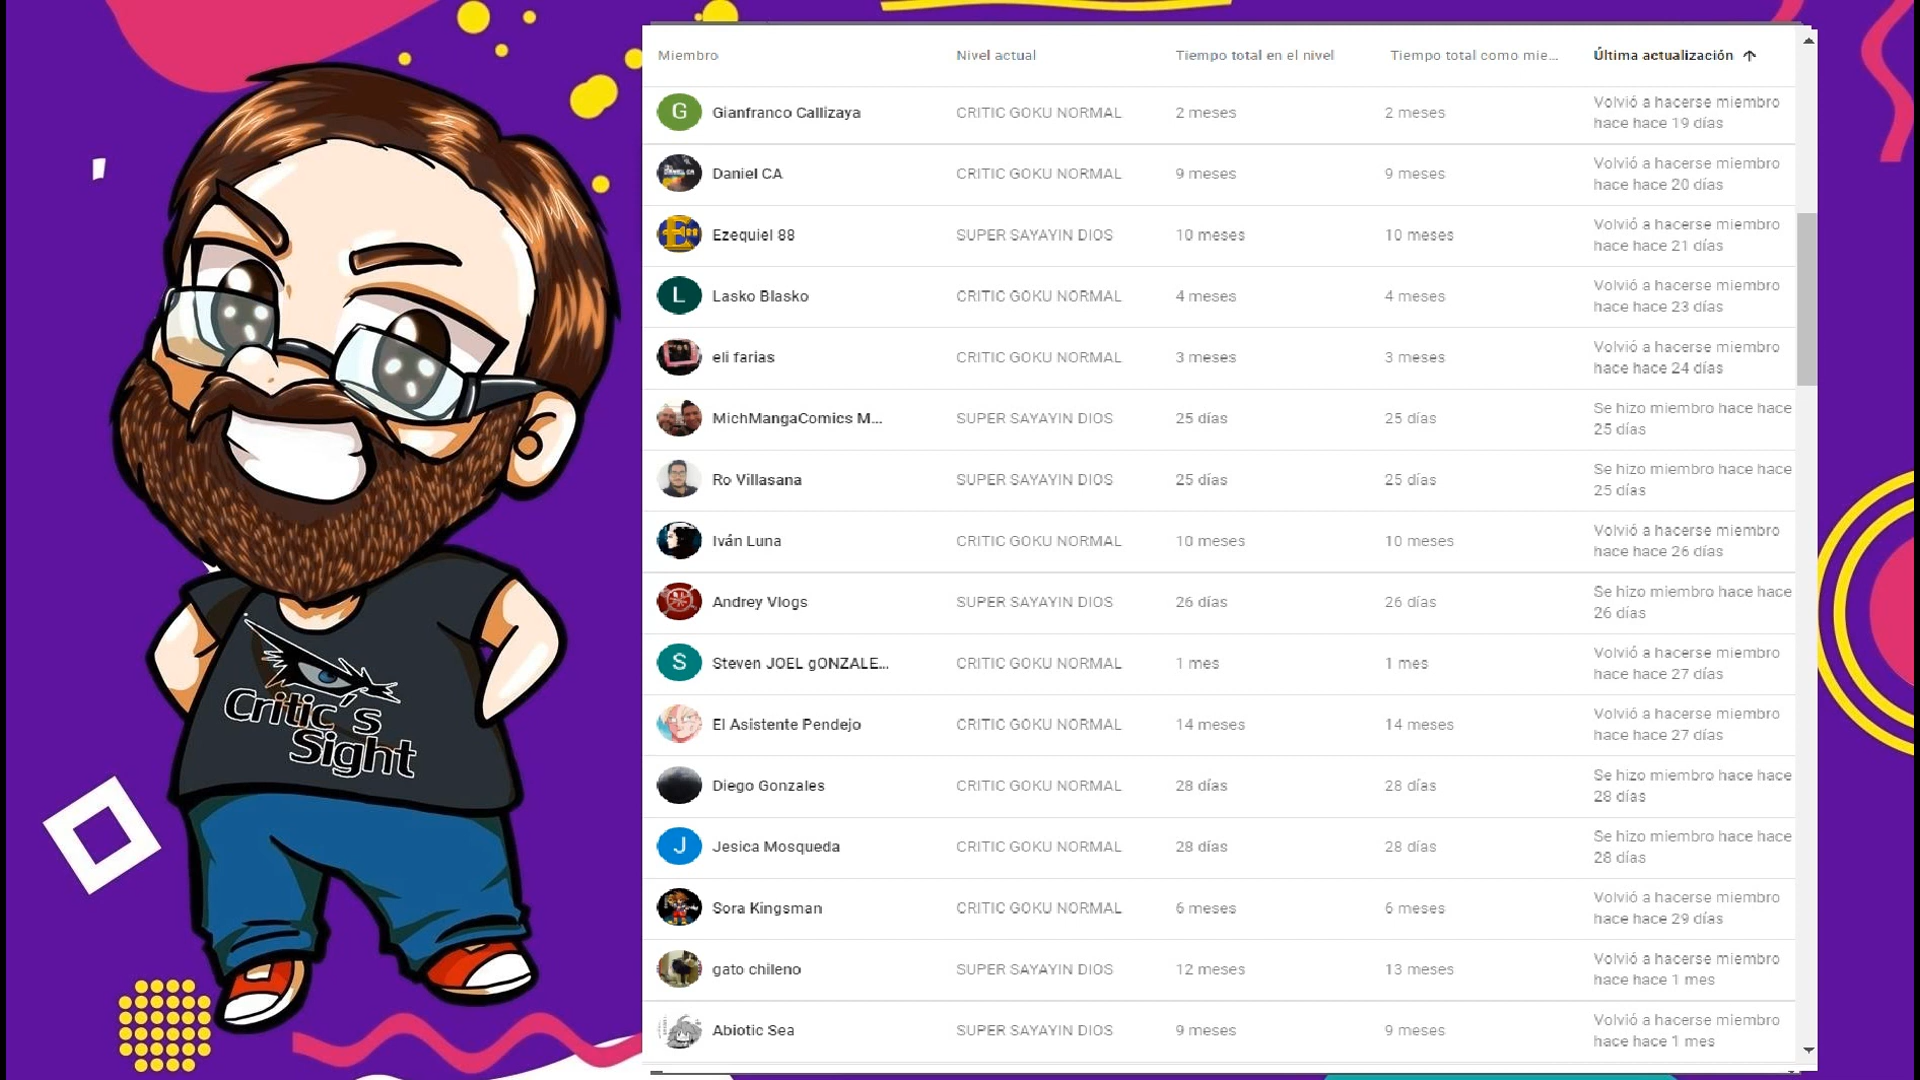 Miembro Nivel actual Tiempo total en el nivel Tiempo total como mie... Última actualización
G Gianfranco Callizaya CRITIC GOKU NORMAL 2 meses 2 meses Volvió a hacerse miembro
hace hace 19 días
Daniel CA CRITIC GOKU NORMAL 9 meses 9 meses Volvió a hacerse miembro
hace hace 20 días
Ezequiel 88 SUPER SAYAYIN DIOS 10 meses 10 meses Volvió a hacerse miembro
hace hace 21 días
L Lasko Blasko CRITIC GOKU NORMAL 4 meses 4 meses Volvió a hacerse miembro
hace hace 23 días
eli farias CRITIC GOKU NORMAL 3 meses 3 meses Volvió a hacerse miembro
hace hace 24 días
MichMangaComics M... SUPER SAYAYIN DIOS 25 días 25 días Se hizo miembro hace hace
25 días
Ro Villasana SUPER SAYAYIN DIOS 25 días 25 días Se hizo miembro hace hace
25 días
Iván Luna CRITIC GOKU NORMAL 10 meses 10 meses Volvió a hacerse miembro
hace hace 26 días
Andrey Vlogs SUPER SAYAYIN DIOS 26 días 26 días Se hizo miembro hace hace
26 días
S Steven JOEL gONZALE... CRITIC GOKU NORMAL 1 mes 1 mes Volvió a hacerse miembro
hace hace 27 días
El Asistente Pendejo CRITIC GOKU NORMAL 14 meses 14 meses Volvió a hacerse miembro
hace hace 27 días
Diego Gonzales CRITIC GOKU NORMAL 28 días 28 días Se hizo miembro hace hace
28 días
J Jesica Mosqueda CRITIC GOKU NORMAL 28 días 28 días Se hizo miembro hace hace
28 días
Sora Kingsman CRITIC GOKU NORMAL 6 meses 6 meses Volvió a hacerse miembro
hace hace 29 días
gato chileno SUPER SAYAYIN DIOS 12 meses 13 meses Volvió a hacerse miembro
hace hace 1 mes
Abiotic Sea SUPER SAYAYIN DIOS 9 meses 9 meses Volvió a hacerse miembro
hace hace 1 mes
Critic´s
Sight